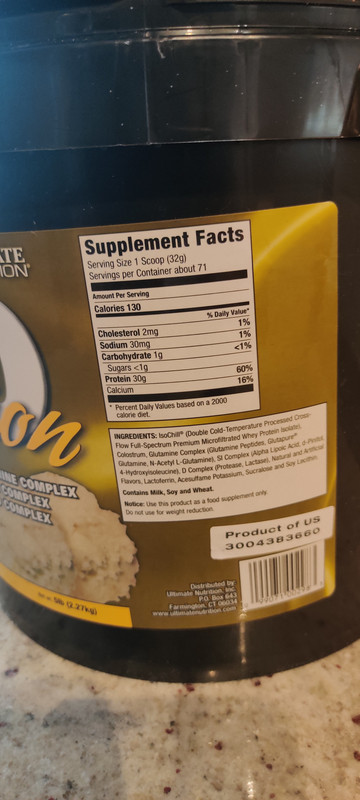 ATE
ION
Supplement Facts
Serving Size 1 Scoop (32g)
Servings per Container about 71
Amount Per Serving
Calories 130
% Daily Value*
Cholesterol 2mg 1%
Sodium 30mg 1%
Carbohydrate 1g <1%
Sugars <1g
Protein 30g 60%
Calcium 16%
* Percent Daily Values based on a 2000
calorie diet.
INGREDIENTS: IsoChill® (Double Cold-Temperature Processed Cross-
Flow Full-Spectrum Premium Microfiltrated Whey Protein Isolate),
Colostrum, Glutamine Complex (Glutamine Peptides, Glutapure®
Glutamine, N-Acetyl L-Glutamine), SI Complex (Alpha Lipoic Acid, d-Pinitol,
4-Hydroxyisoleucine), D Complex (Protease, Lactase), Natural and Artificial
Flavors, Lactoferrin, Acesulfame Potassium, Sucralose and Soy Lecithin.
Contains Milk, Soy and Wheat.
Notice: Use this product as a food supplement only.
Do not use for weight reduction.
on
INE COMPLEX
COMPLEX
COMPLEX
Product of US
3004383660
Distributed by
Ultimate Nutrition, Inc
P.O. Box 643
Farmington, CT 06034
www.ultimatenutrition.com
5lb (2.27kg)